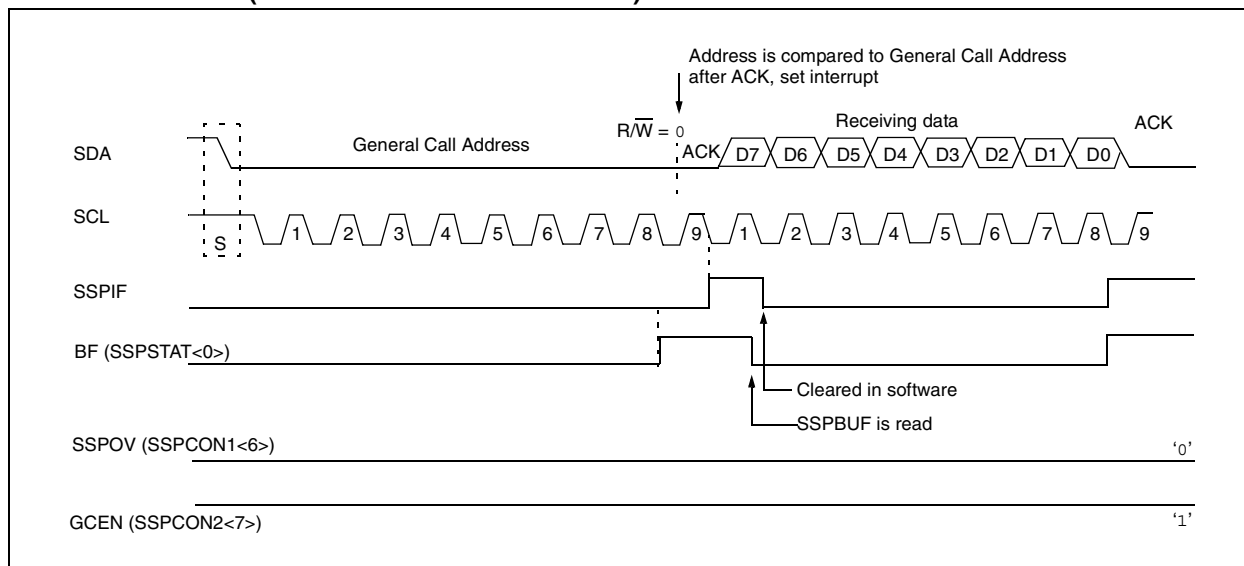 Address is compared to General Call Address
after ACK, set interrupt
R/W = 0
Receiving data
ACK
SDA
General Call Address
ACK
D7 D6 D5 D4 D3 D2 D1 D0
SCL
S
1 2 3 4 5 6 7 8 9 1 2 3 4 5 6 7 8 9
SSPIF
BF (SSPSTAT<0>)
Cleared in software
SSPBUF is read
SSPOV (SSPCON1<6>)
‘0’
GCEN (SSPCON2<7>)
‘1’